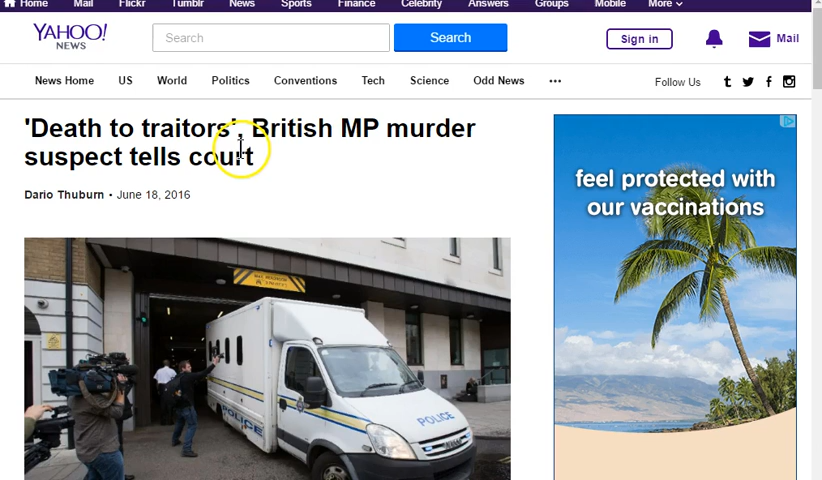 Home Mail Flickr Tumblr News Sports Finance Celebrity Answers Groups Mobile More
YAHOO!
NEWS
Search
Search
Sign in
Mail
News Home US World Politics Conventions Tech Science Odd News •••
Follow Us
'Death to traitors', British MP murder
suspect tells court
Dario Thuburn • June 18, 2016
feel protected with
our vaccinations
POLICE
POLICE